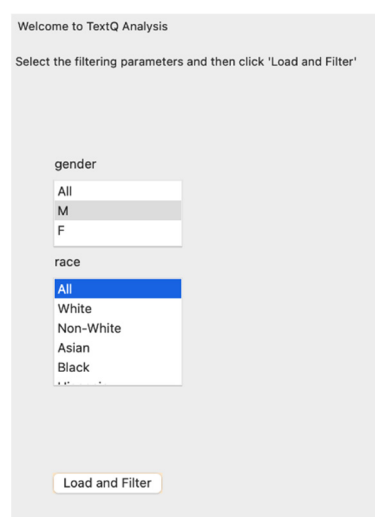 Welcome to TextQ Analysis
Select the filtering parameters and then click 'Load and Filter'
gender
All
M
F
race
All
White
Non-White
Asian
Black
Load and Filter